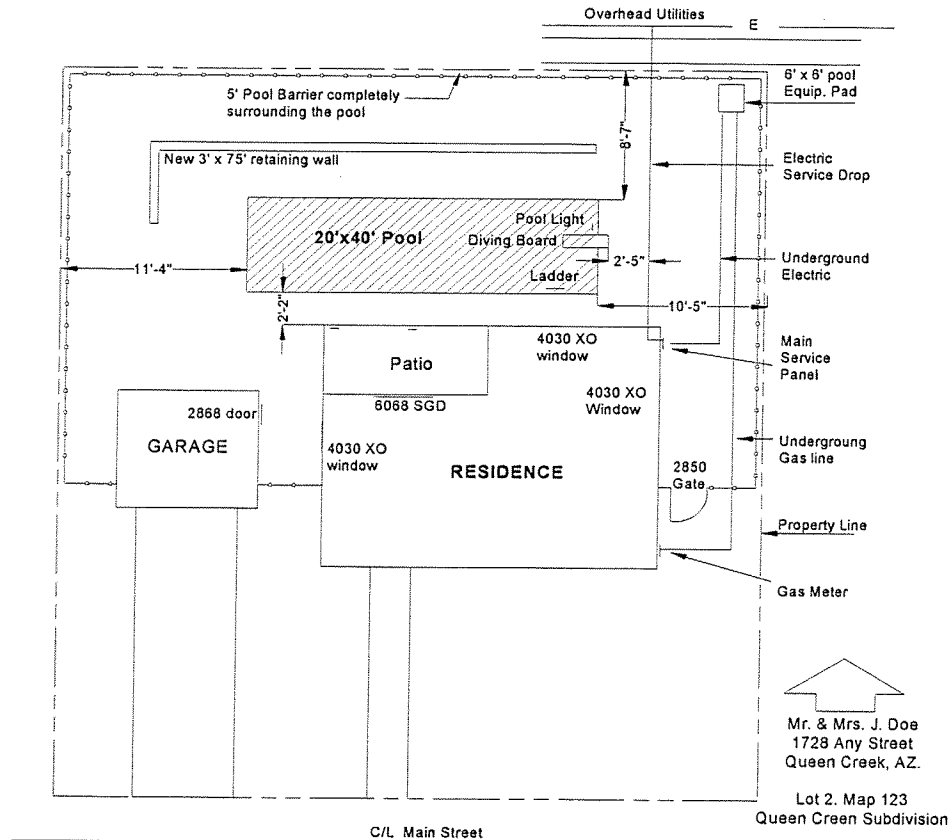 Overhead Utilities
E
5' Pool Barrier completely
surrounding the pool
6' x 6' pool
Equip. Pad
8'-7"
New 3' x 75' retaining wall
Electric
Service Drop
Pool Light
20'x40' Pool
Diving Board
2'-5"
Underground
Electric
11'-4"
Ladder
10'-5"
2'-2"
4030 XO
window
Main
Service
Panel
Patio
6068 SGD
4030 XO
Window
2868 door
GARAGE
4030 XO
window
RESIDENCE
2850
Gate
Undergroung
Gas line
Property Line
Gas Meter
Mr. & Mrs. J. Doe
1728 Any Street
Queen Creek, AZ.
Lot 2. Map 123
Queen Creen Subdivision
C/L Main Street